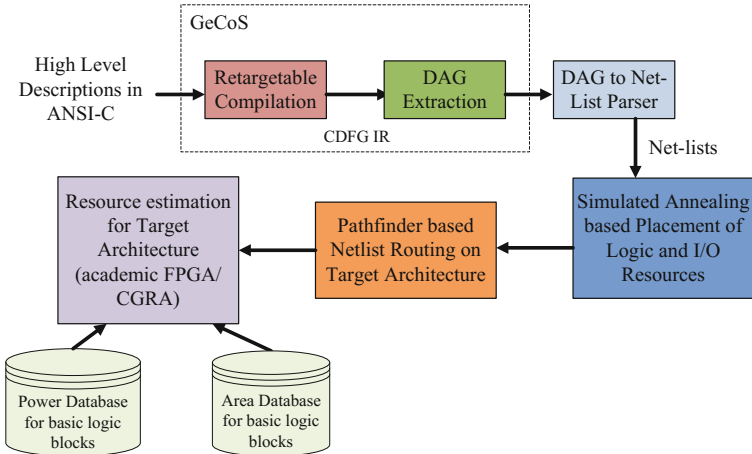 GeCoS
High Level
Descriptions in
ANSI-C
Retargetable
Compilation
DAG
Extraction
CDFG IR
DAG to Net-
List Parser
Net-lists
Simulated Annealing
based Placement of
Logic and I/O
Resources
Pathfinder based
Netlist Routing on
Target Architecture
Resource estimation
for Target
Architecture
(academic FPGA/
CGRA)
Power Database
for basic logic
blocks
Area Database
for basic logic
blocks